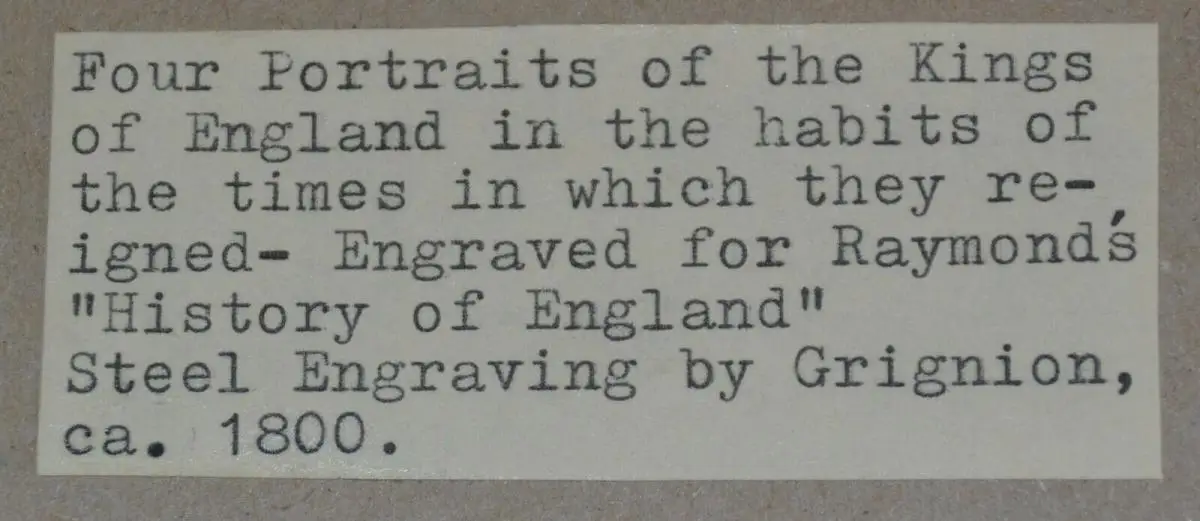 Four Portraits of the Kings
of England in the habits of
the times in which they re-
igned- Engraved for Raymond's
"History of England"
Steel Engraving by Grignion,
ca. 1800.